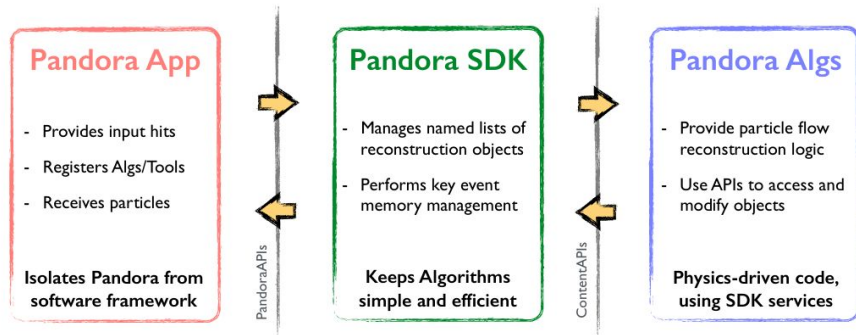 Pandora App
- Provides input hits
- Registers Algs/Tools
- Receives particles
Isolates Pandora from
software framework
PandoraAPIs
Pandora SDK
- Manages named lists of
reconstruction objects
- Performs key event
memory management
Keeps Algorithms
simple and efficient
ContentAPIs
Pandora Algs
- Provide particle flow
reconstruction logic
- Use APIs to access and
modify objects
Physics-driven code,
using SDK services